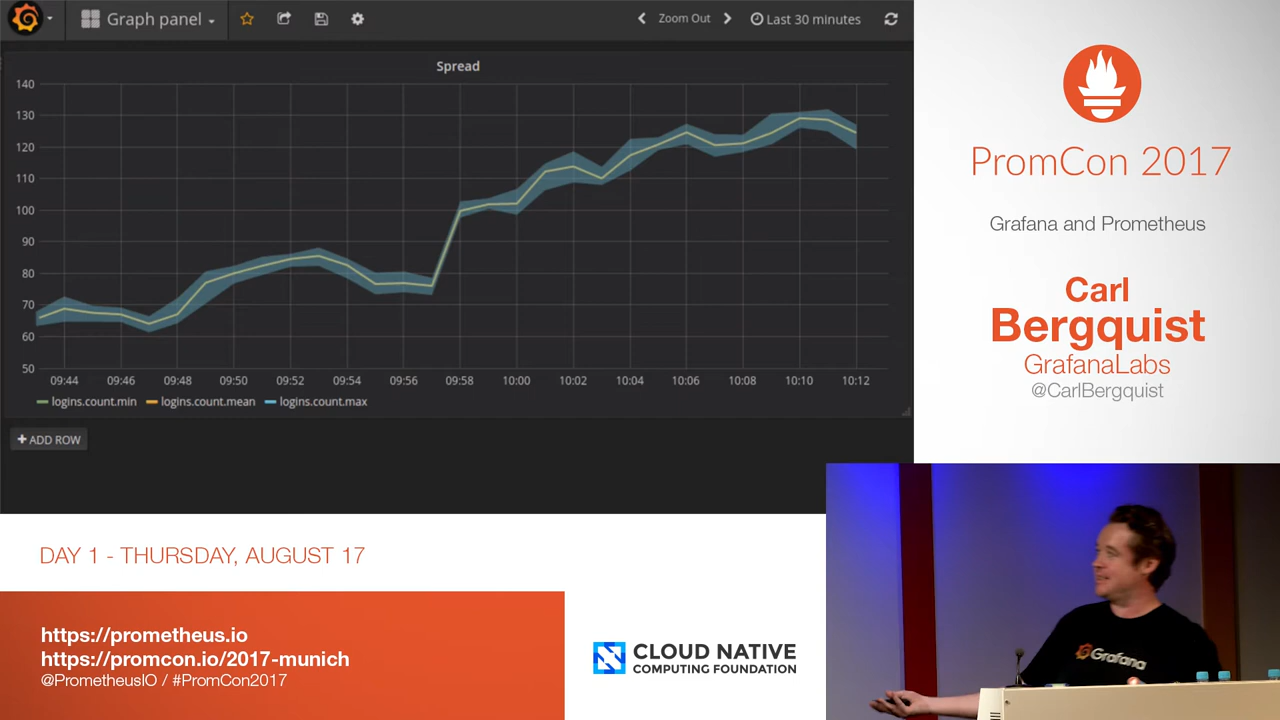 Graph panel
Zoom Out
Last 30 minutes
Spread
140
130
120
110
100
90
80
70
60
50
09:44 09:46 09:48 09:50 09:52 09:54 09:56 09:58 10:00 10:02 10:04 10:06 10:08 10:10 10:12
logins.count.min logins.count.mean logins.count.max
+ ADD ROW
PromCon 2017
Grafana and Prometheus
Carl
Bergquist
GrafanaLabs
@CarlBergquist
DAY 1 - THURSDAY, AUGUST 17
https://prometheus.io
https://promcon.io/2017-munich
@PrometheusIO / #PromCon2017
CLOUD NATIVE
COMPUTING FOUNDATION
Grafana